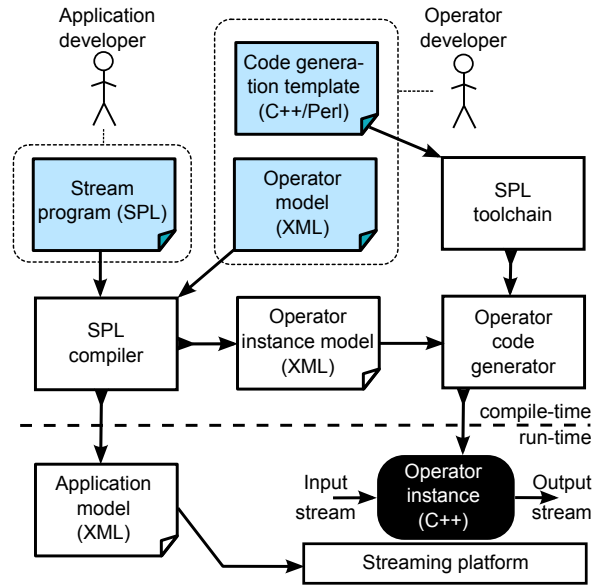 Application
developer
Operator
developer
Code genera-
tion template
(C++/Perl)
Stream
program (SPL)
Operator
model
(XML)
SPL
toolchain
SPL
compiler
Operator
instance model
(XML)
Operator
code
generator
compile-time
run-time
Application
model
(XML)
Input
stream
Operator
instance
(C++)
Output
stream
Streaming platform